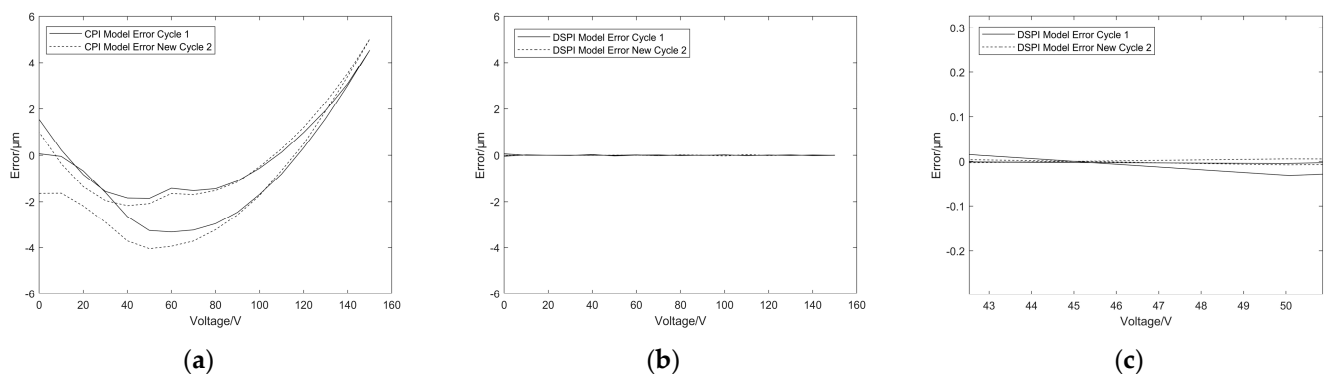 6
CPI Model Error Cycle 1
CPI Model Error New Cycle 2
4
2
0
-2
-4
-6
Error/μm
0 20 40 60 80 100 120 140 160
Voltage/V
(a)
6
DSPI Model Error Cycle 1
DSPI Model Error New Cycle 2
4
2
0
-2
-4
-6
Error/μm
0 20 40 60 80 100 120 140 160
Voltage/V
(b)
0.3
DSPI Model Error Cycle 1
DSPI Model Error New Cycle 2
0.2
0.1
0
-0.1
-0.2
Error/μm
43 44 45 46 47 48 49 50
Voltage/V
(c)